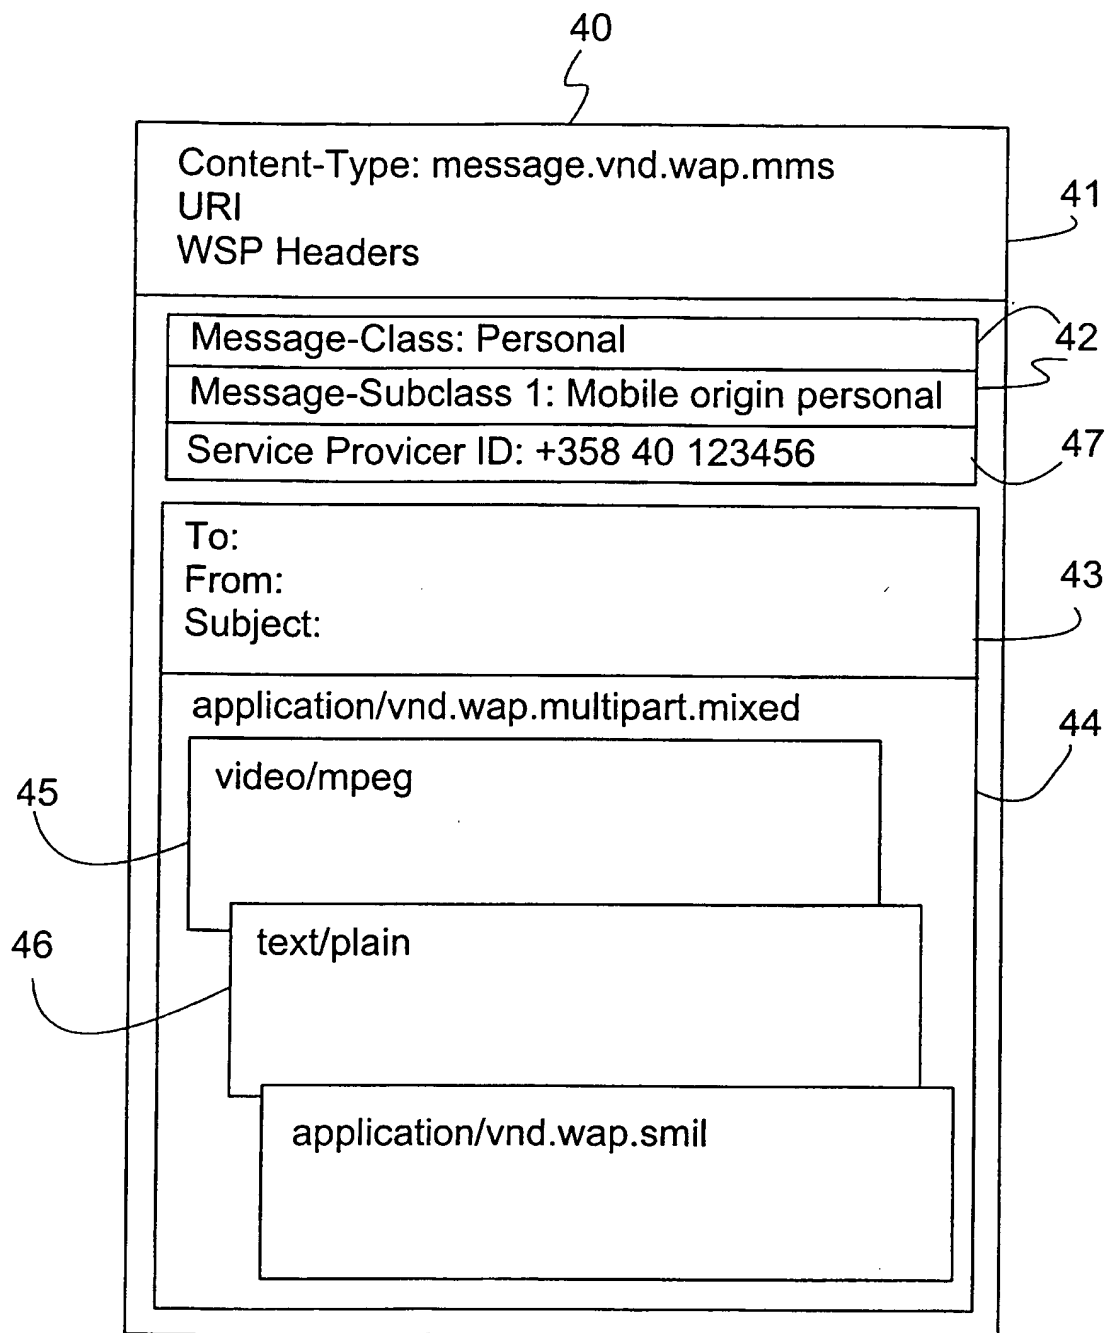 40
Content-Type: message.vnd.wap.mms
URI
WSP Headers
41
Message-Class: Personal
Message-Subclass 1: Mobile origin personal
42
Service Provicer ID: +358 40 123456
47
To:
From:
Subject:
43
application/vnd.wap.multipart.mixed
44
video/mpeg
45
text/plain
46
application/vnd.wap.smil